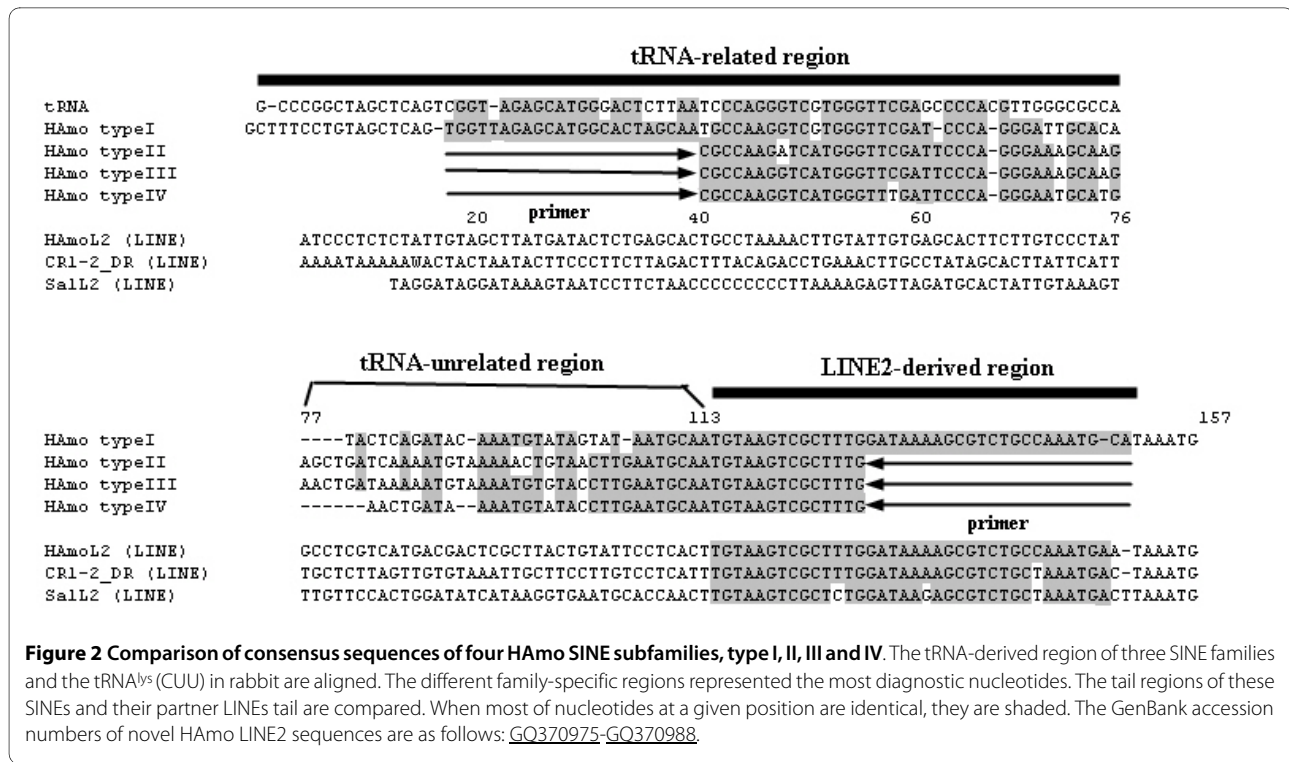 tRNA-related region
tRNA G-CCCGGCTAGCTCAGTCGGT-AGAGCATGGGACTCTTAATCCCAGGGTCGTGGGTTCGAGCCCCACGTTGGGCGCCA
HAmo typeI GCTTTCCTGTAGCTCAG-TGGTTAGAGCATGGCACTAGCAATGCCAAGGTCGTGGGTTCGAT-CCCA-GGGATTGCACA
HAmo typeII CGCCAAGATCATGGGTTCGATTCCCA-GGGAAAGCAAG
HAmo typeIII CGCCAAGGTCATGGGTTCGATTCCCA-GGGAAAGCAAG
HAmo typeIV CGCCAAGGTCATGGGTTTGATTCCCA-GGGAATGCATG
20 primer 40 60 76
HAmoL2 (LINE) ATCCCTCTCTATTGTAGCTTATGATACTCTGAGCACTGCCTAAAACTTGTATTGTGAGCACTTCTTGTCCCTAT
CR1-2_DR (LINE) AAAATAAAAAWACTACTAATACTTCCCTTCTTAGACTTTACAGACCTGAAACTTGCCTATAGCACTTATTCATT
SalL2 (LINE) TAGGATAGGATAAAGTAATCCTTCTAACCCCCCCCCTTAAAAGAGTTAGATGCACTATTGTAAAGT
tRNA-unrelated region LINE2-derived region
77 113 157
HAmo typeI ----TACTCAGATAC-AAATGTATAGTAT-AATGCAATGTAAGTCGCTTTGGATAAAAGCGTCTGCCAAATG-CATAAATG
HAmo typeII AGCTGATCAAAATGTAAAAACTGTAACTTGAATGCAATGTAAGTCGCTTTG
HAmo typeIII AACTGATAAAAATGTAAAATGTGTACCTTGAATGCAATGTAAGTCGCTTTG
HAmo typeIV ------AACTGATA--AAATGTATACCTTGAATGCAATGTAAGTCGCTTTG
primer
HAmoL2 (LINE) GCCTCGTCATGACGACTCGCTTACTGTATTCCTCACTTGTAAGTCGCTTTGGATAAAAGCGTCTGCCAAATGAA-TAAATG
CR1-2_DR (LINE) TGCTCTTAGTTGTGTAAATTGCTTCCTTGTCCTCATTTGTAAGTCGCTTTGGATAAAAGCGTCTGCTAAATGAC-TAAATG
SalL2 (LINE) TTGTTCCACTGGATATCATAAGGTGAATGCACCAACTTGTAAGTCGCTCTGGATAAGAGCGTCTGCTAAATGACTTAAATG
Figure 2 Comparison of consensus sequences of four HAmo SINE subfamilies, type I, II, III and IV. The tRNA-derived region of three SINE families
and the tRNAlys (CUU) in rabbit are aligned. The different family-specific regions represented the most diagnostic nucleotides. The tail regions of these
SINEs and their partner LINEs tail are compared. When most of nucleotides at a given position are identical, they are shaded. The GenBank accession
numbers of novel HAmo LINE2 sequences are as follows: GQ370975-GQ370988.